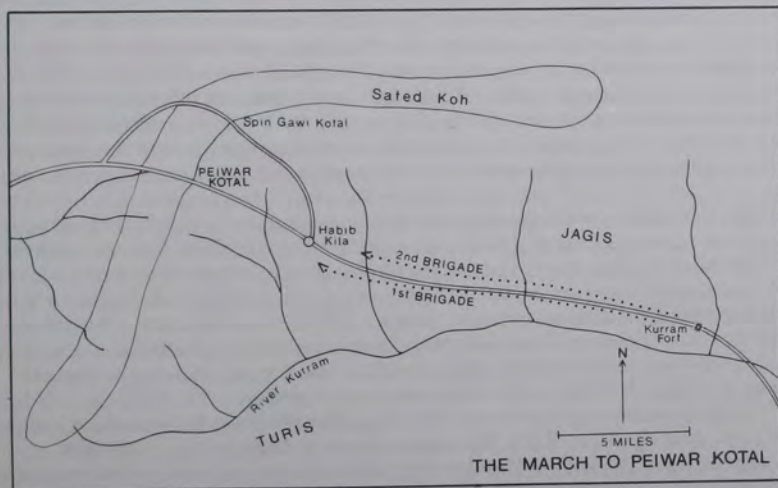 Safed Koh
Spin Gawi Kotal
PEIWAR
KOTAL
Habib
Kila
JAGIS
2nd BRIGADE
1st BRIGADE
Kurram
Fort
River Kurram
TURIS
N
5 MILES
THE MARCH TO PEIWAR KOTAL